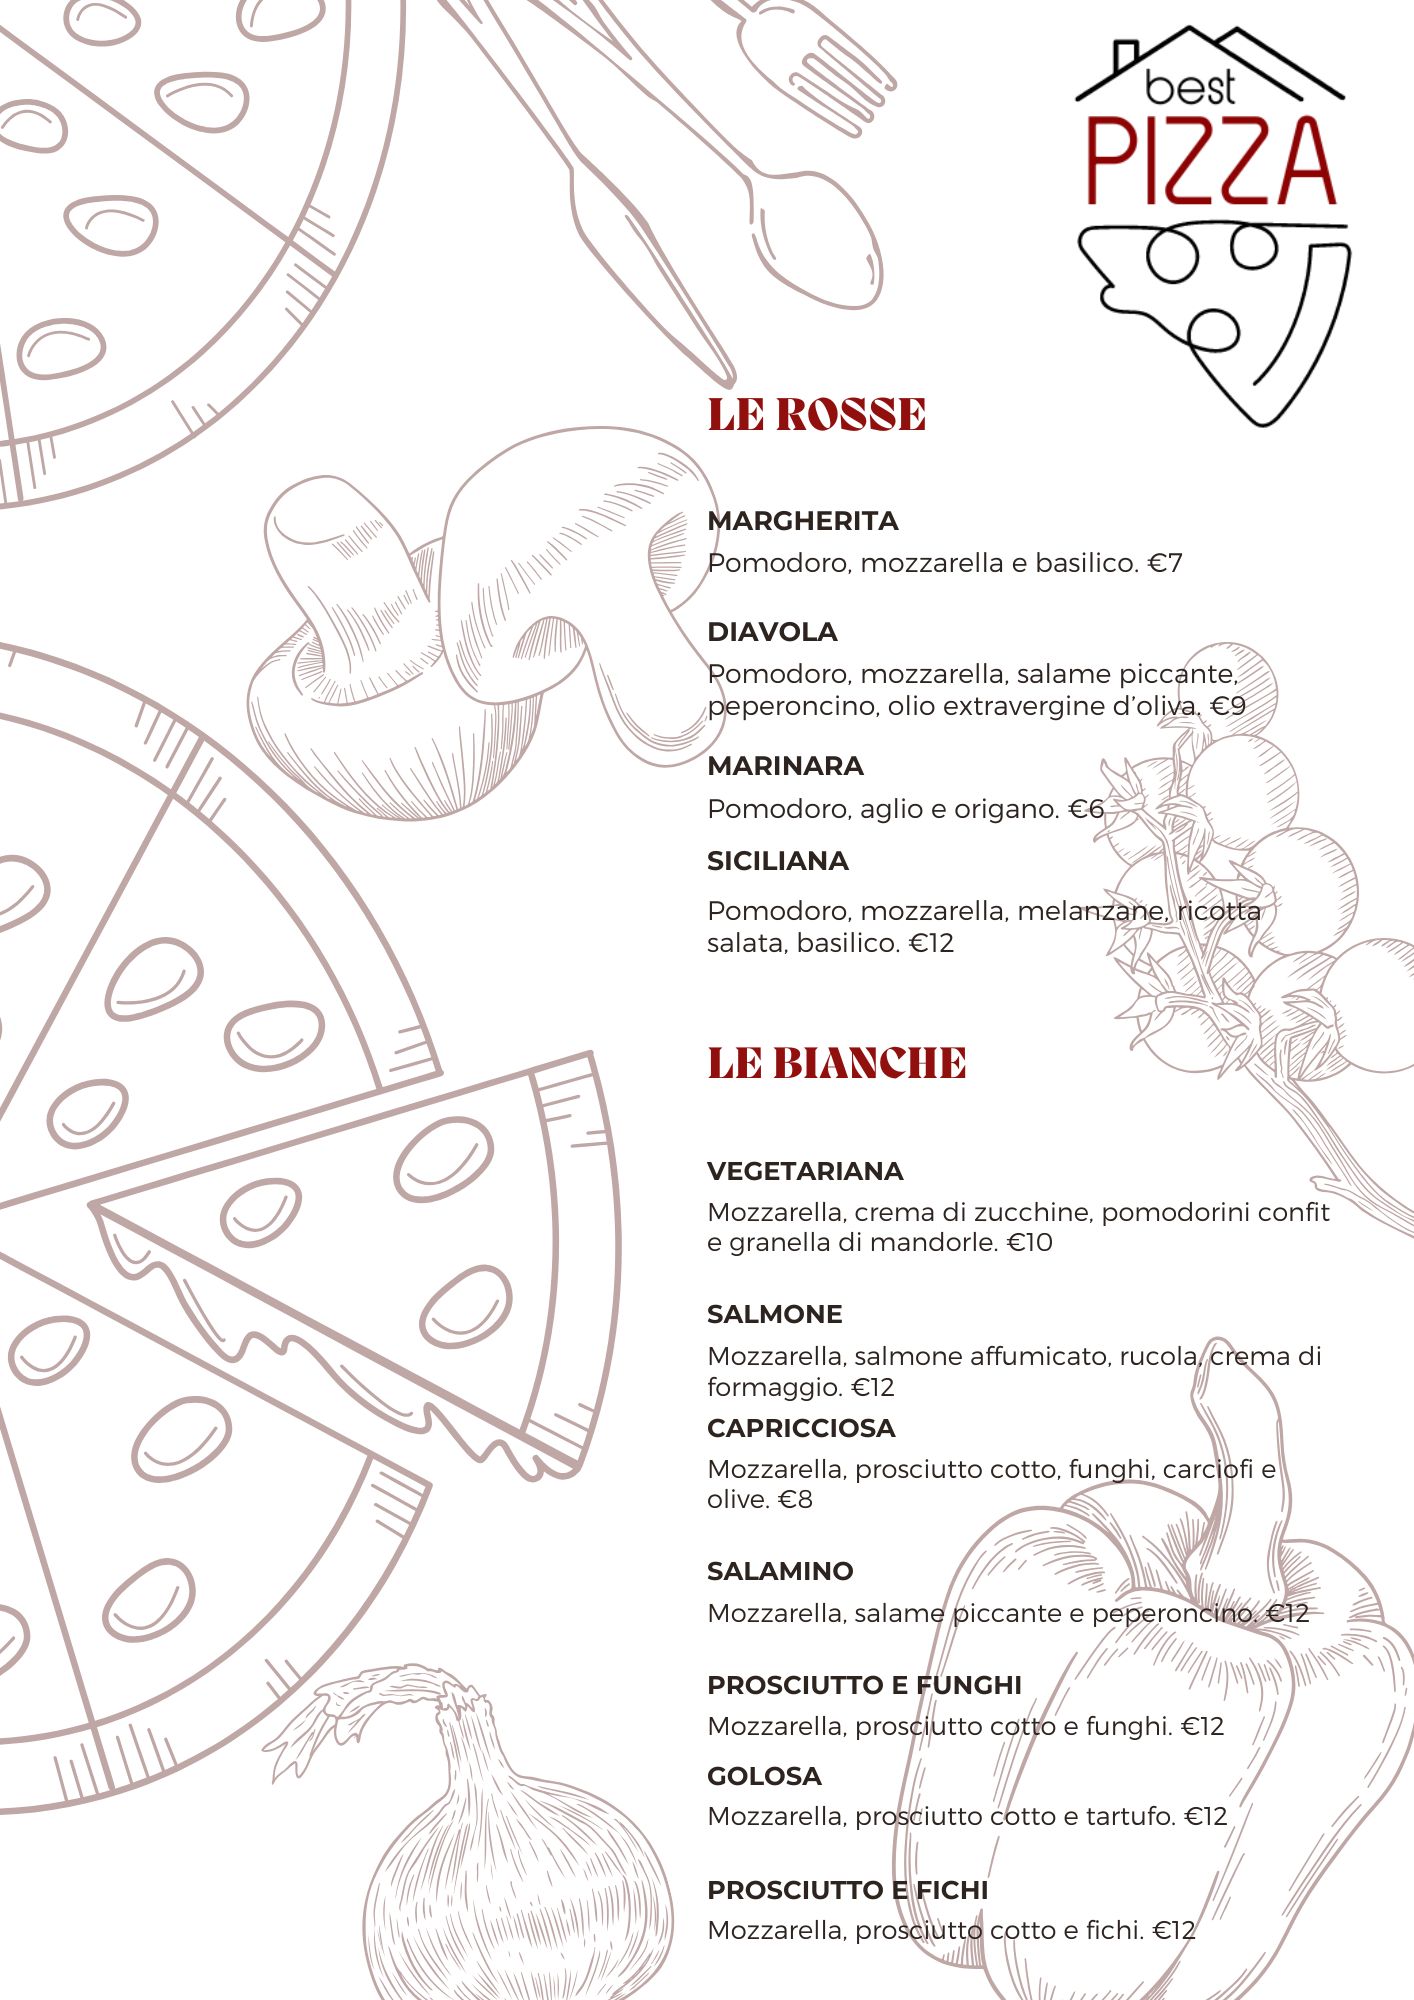 best
PIZZA
LE ROSSE
MARGHERITA
Pomodoro, mozzarella e basilico. €7
DIAVOLA
Pomodoro, mozzarella, salame piccante,
peperoncino, olio extravergine d’oliva. €9
MARINARA
Pomodoro, aglio e origano. €6
SICILIANA
Pomodoro, mozzarella, melanzane, ricotta
salata, basilico. €12
LE BIANCHE
VEGETARIANA
Mozzarella, crema di zucchine, pomodorini confit
e granella di mandorle. €10
SALMONE
Mozzarella, salmone affumicato, rucola, crema di
formaggio. €12
CAPRICCIOSA
Mozzarella, prosciutto cotto, funghi, carciofi e
olive. €8
SALAMINO
Mozzarella, salame piccante e peperoncino. €12
PROSCIUTTO E FUNGHI
Mozzarella, prosciutto cotto e funghi. €12
GOLOSA
Mozzarella, prosciutto cotto e tartufo. €12
PROSCIUTTO E FICHI
Mozzarella, prosciutto cotto e fichi. €12